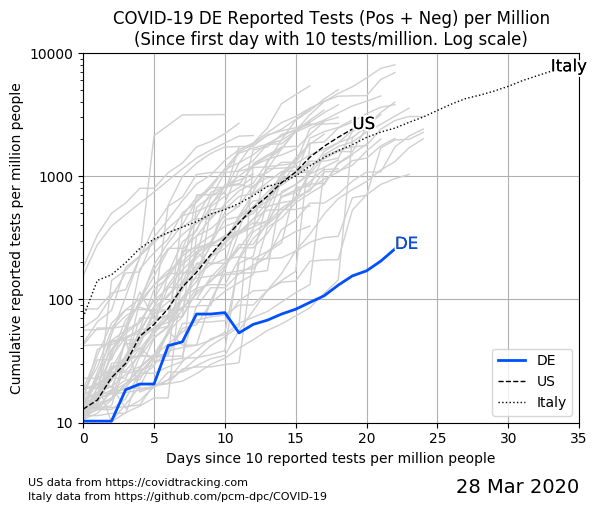 COVID-19 DE Reported Tests (Pos + Neg) per Million
(Since first day with 10 tests/million. Log scale)
Cumulative reported tests per million people
10000
1000
100
10
Italy
US
DE
DE
US
Italy
0 5 10 15 20 25 30 35
Days since 10 reported tests per million people
US data from https://covidtracking.com
Italy data from https://github.com/pcm-dpc/COVID-19
28 Mar 2020